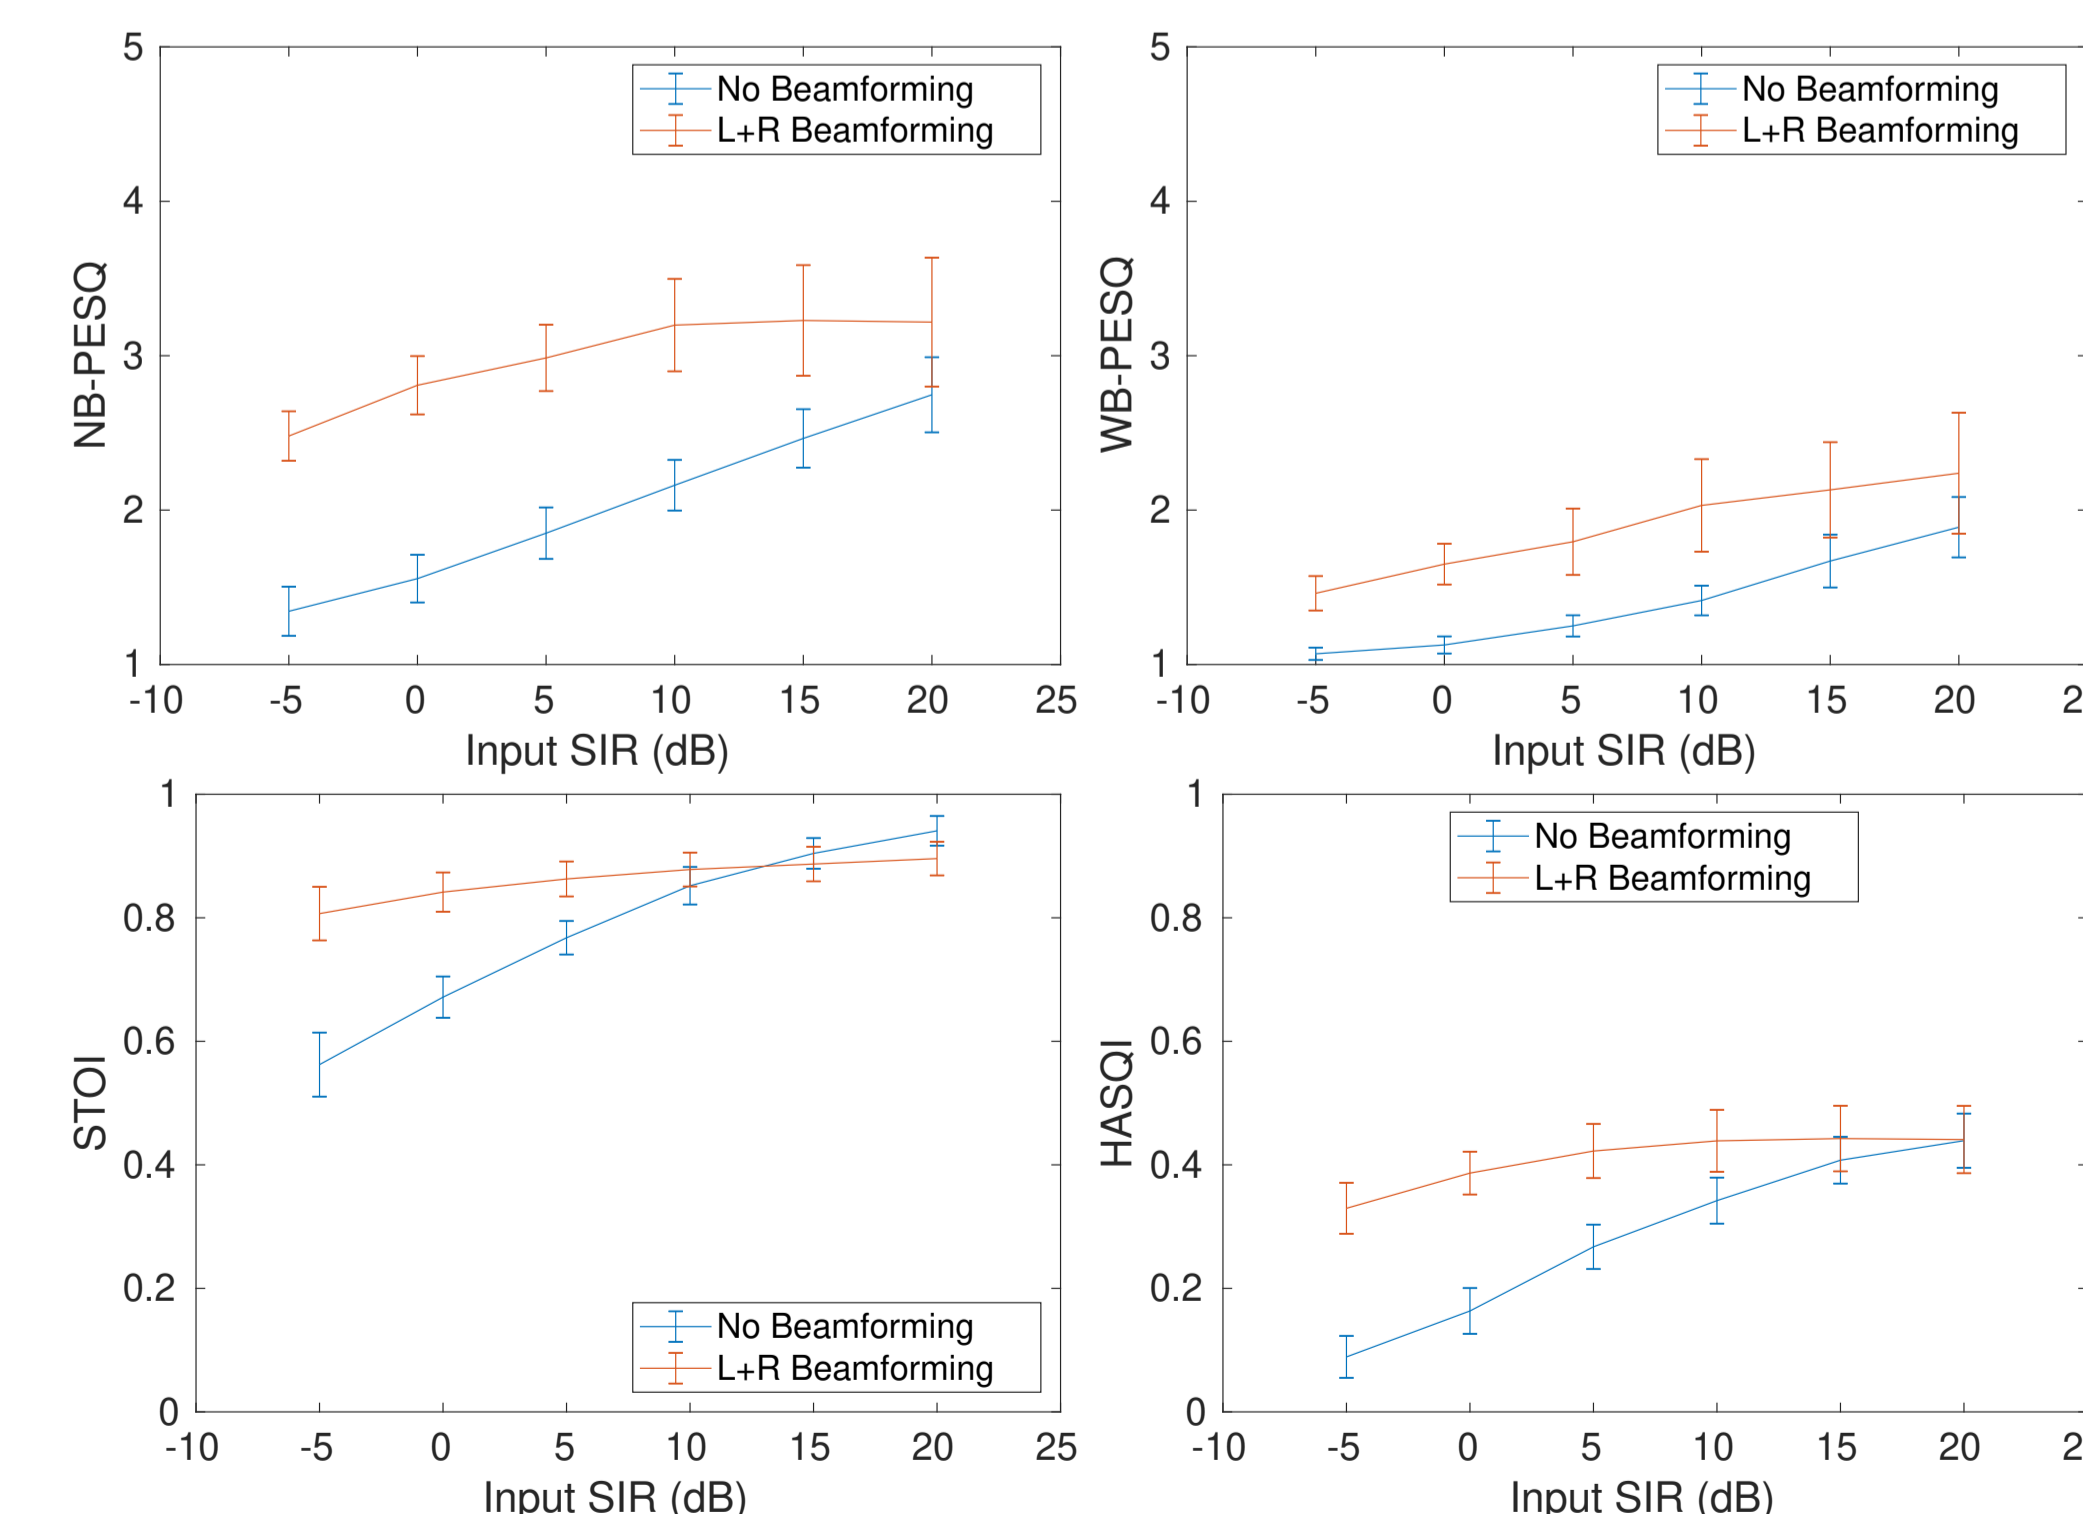 5
4
3
2
1
NB-PESQ
No Beamforming
L+R Beamforming
-10 -5 0 5 10 15 20 25
Input SIR (dB)
5
4
3
2
1
WB-PESQ
No Beamforming
L+R Beamforming
-10 -5 0 5 10 15 20 2
Input SIR (dB)
1
0.8
0.6
0.4
0.2
0
STOI
No Beamforming
L+R Beamforming
-10 -5 0 5 10 15 20 25
Input SIR (dB)
1
0.8
0.6
0.4
0.2
0
HASQI
No Beamforming
L+R Beamforming
-10 -5 0 5 10 15 20 2
Input SIR (dB)